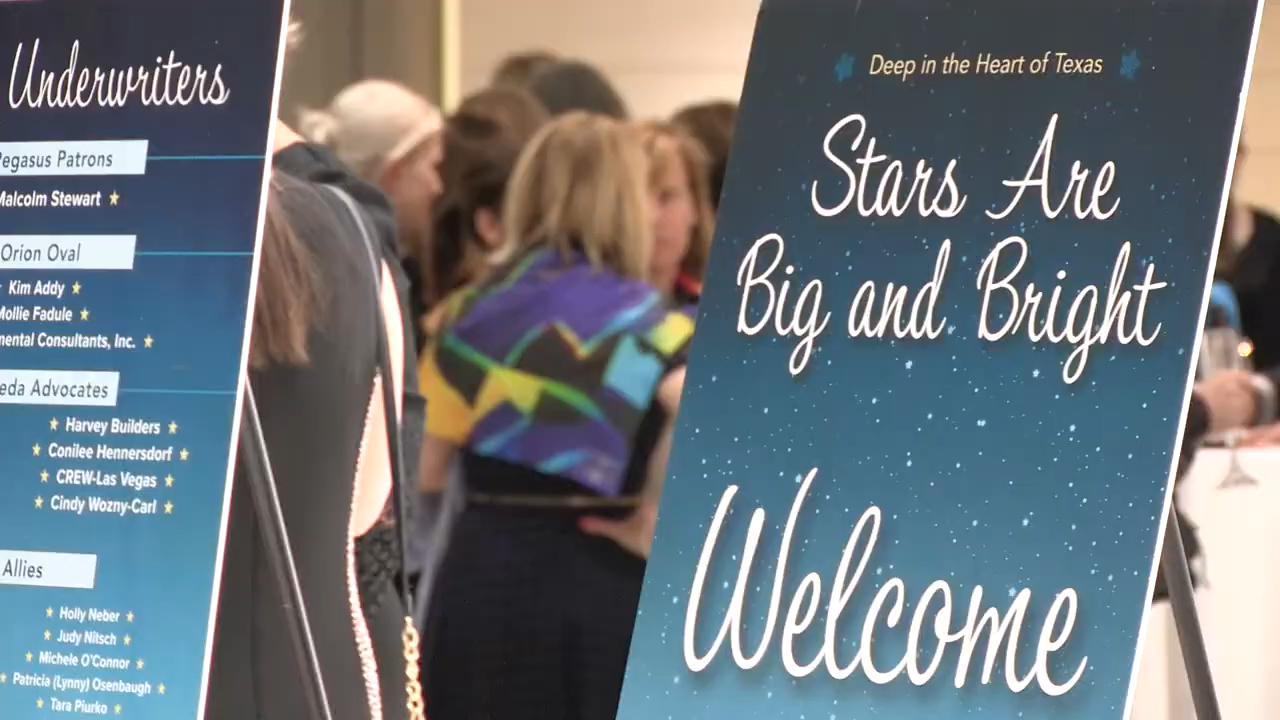 Underwriters
Pegasus Patrons
Malcolm Stewart
Orion Oval
Kim Addy
Mollie Fadule
Consultants, Inc.
Advocates
Harvey Builders
Conilee Hennersdorf
CREW-Las Vegas
Cindy Wozny-Carl
Allies
Holly Neber
Judy Nitsch
Michele O'Connor
Patricia (Lynny) Osenbaugh
Tara Piurko
Deep in the Heart of Texas
Stars Are
Big and Bright
Welcome